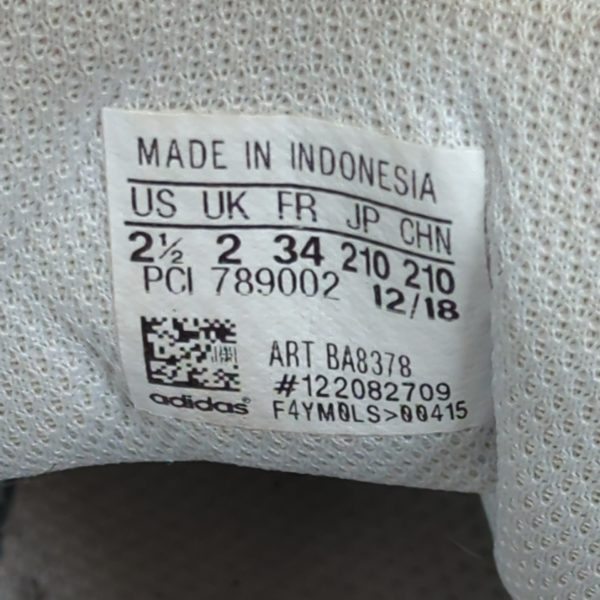 MADE IN INDONESIA
US UK FR JP CHN
2½ 2 34 210 210
PCI 789002 12/18
ART BA8378
#122082709
adidas F4YM0LS>00415